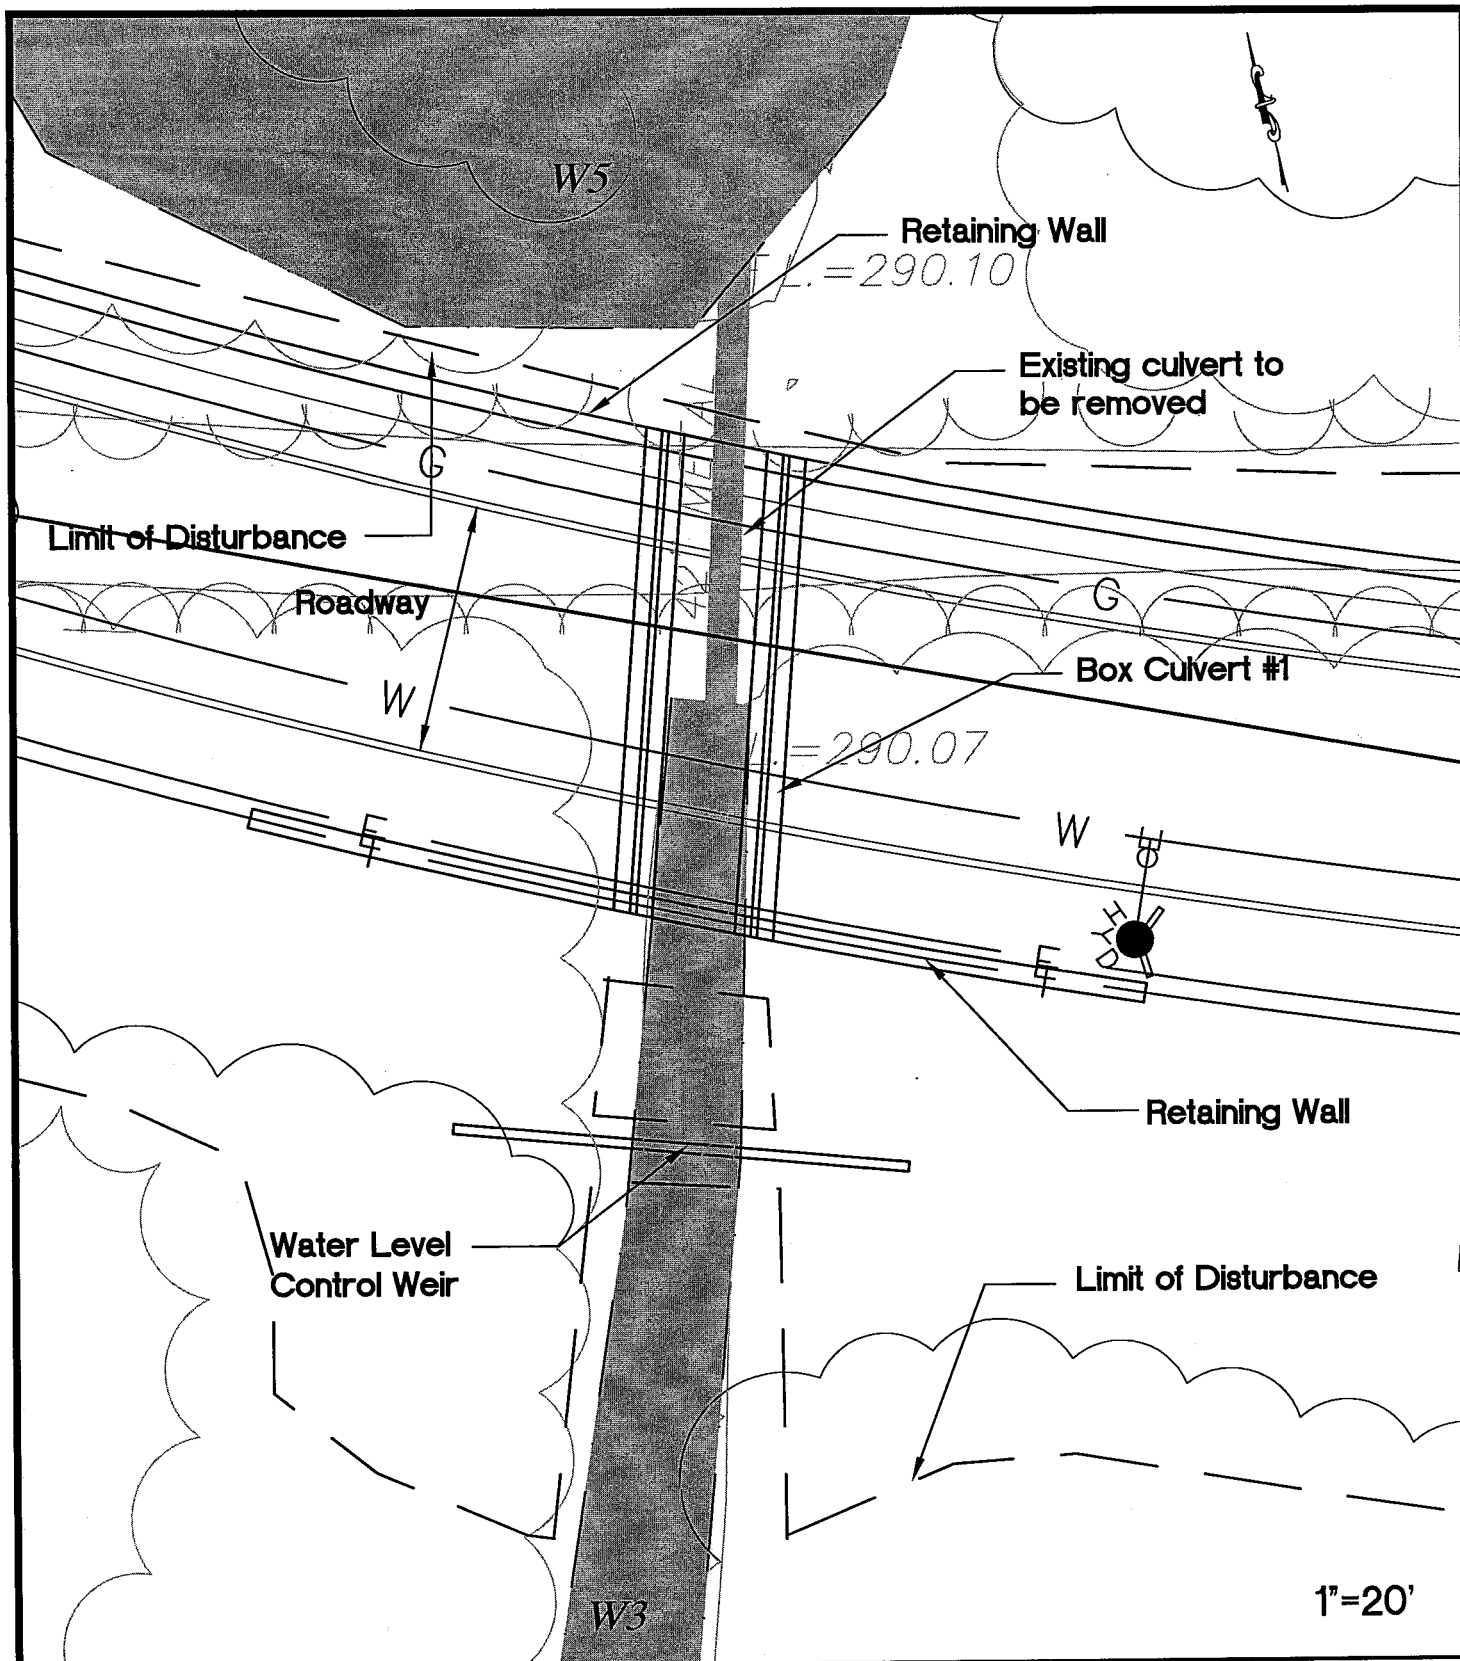 W5
Retaining Wall
L.=290.10
Existing culvert to
be removed
G
Limit of Disturbance
Roadway
G
Box Culvert #1
W
L.=290.07
W
E
T
HYD
E
T
Retaining Wall
Water Level
Control Weir
Limit of Disturbance
1"=20'
W3